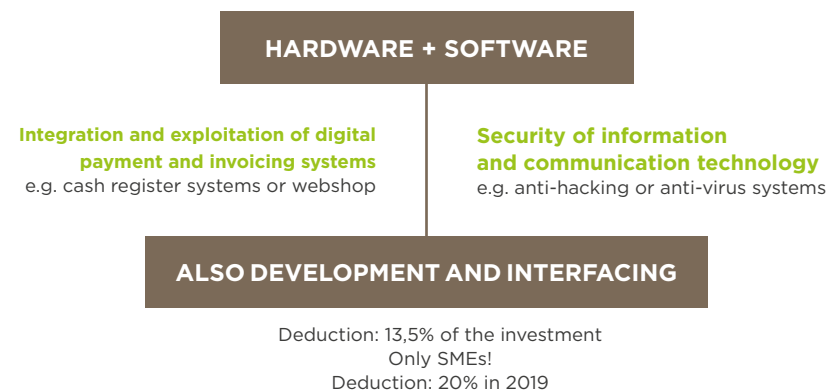 HARDWARE + SOFTWARE
Integration and exploitation of digital
payment and invoicing systems
e.g. cash register systems or webshop
Security of information
and communication technology
e.g. anti-hacking or anti-virus systems
ALSO DEVELOPMENT AND INTERFACING
Deduction: 13,5% of the investment
Only SMEs!
Deduction: 20% in 2019